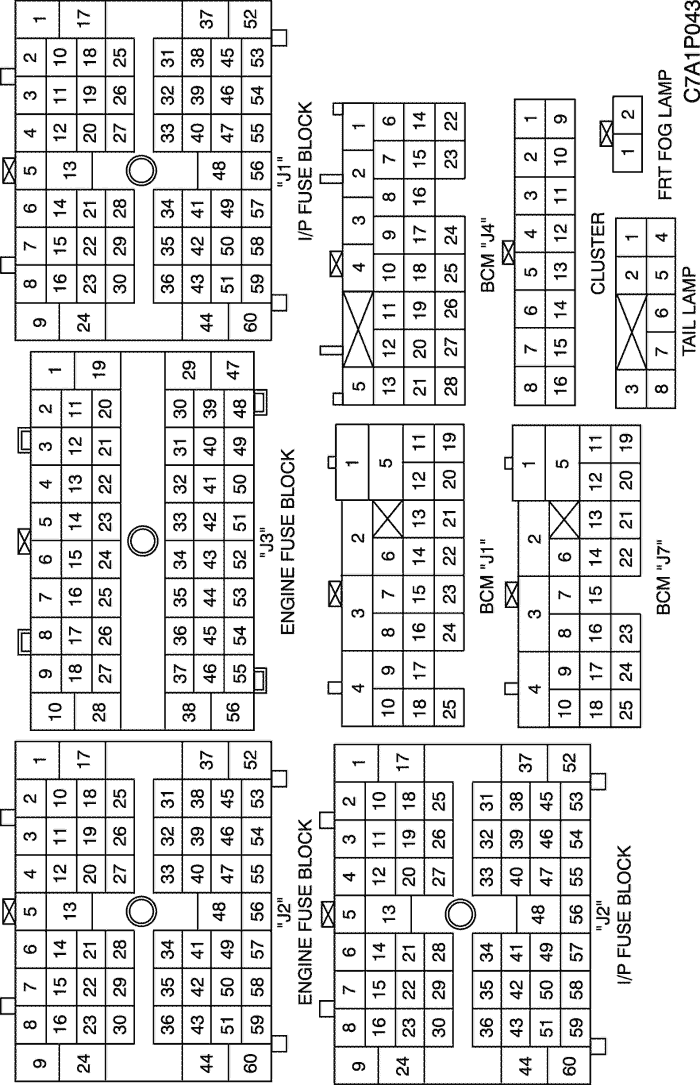 9 8 7 6 5 4 3 2 1
16 15 14 13 12 11 10
24 23 22 21 20 19 18 17
30 29 28 27 26 25
36 35 34 33 32 31
44 43 42 41 40 39 38 37
51 50 49 48 47 46 45
60 59 58 57 56 55 54 53 52
"J2"
ENGINE FUSE BLOCK
10 9 8 7 6 5 4 3 2 1
18 17 16 15 14 13 12 11
28 27 26 25 24 23 22 21 20 19
38 37 36 35 34 33 32 31 30 29
46 45 44 43 42 41 40 39
56 55 54 53 52 51 50 49 48 47
"J3"
ENGINE FUSE BLOCK
9 8 7 6 5 4 3 2 1
16 15 14 13 12 11 10
24 23 22 21 20 19 18 17
30 29 28 27 26 25
36 35 34 33 32 31
44 43 42 41 40 39 38 37
51 50 49 48 47 46 45
60 59 58 57 56 55 54 53 52
"J1"
I/P FUSE BLOCK
9 8 7 6 5 4 3 2 1
16 15 14 13 12 11 10
24 23 22 21 20 19 18 17
30 29 28 27 26 25
36 35 34 33 32 31
44 43 42 41 40 39 38 37
51 50 49 48 47 46 45
60 59 58 57 56 55 54 53 52
"J2"
I/P FUSE BLOCK
4 3 2 1
10 9 8 7 6 5
18 17 16 15 14 13 12 11
25 24 23 22 21 20 19
BCM "J1"
5 4 3 2 1
13 12 11 10 9 8 7 6
21 20 19 18 17 16 15 14
28 27 26 25 24 23 22
BCM "J4"
4 3 2 1
10 9 8 7 6 5
18 17 16 15 14 13 12 11
25 24 23 22 21 20 19
BCM "J7"
8 7 6 5 4 3 2 1
16 15 14 13 12 11 10 9
CLUSTER
3 2 1
8 7 6 5 4
TAIL LAMP
1 2
FRT FOG LAMP
C7A1P043